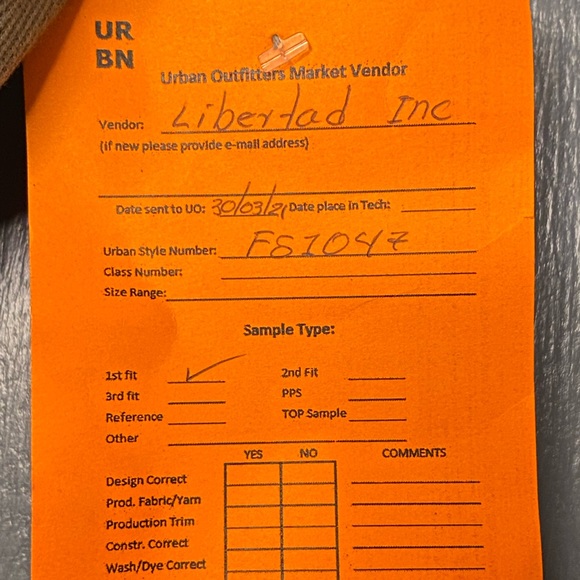 UR
BN
Urban Outfitters Market Vendor
Vendor: Libertad Inc
(if new please provide e-mail address)
Date sent to UO: 30/03/21 Date place in Tech:
Urban Style Number: FS1047
Class Number:
Size Range:
Sample Type:
1st fit ✓ 2nd Fit
3rd fit PPS
Reference TOP Sample
Other
YES NO COMMENTS
Design Correct
Prod. Fabric/Yarn
Production Trim
Constr. Correct
Wash/Dye Correct